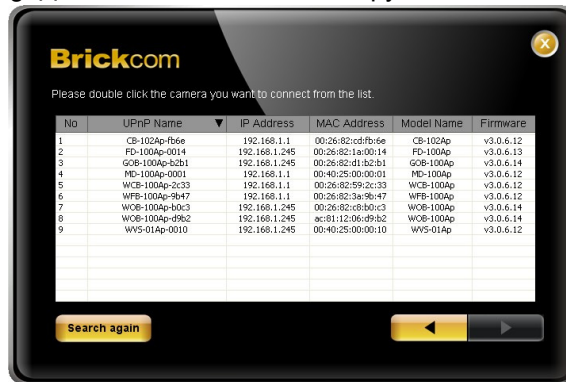 Brickcom
Please double click the camera you want to connect from the list.
No UPnP Name IP Address MAC Address Model Name Firmware
1 CB-102Ap-fb6e 192.168.1.1 00:26:82:cd:fb:6e CB-102Ap v3.0.6.12
2 FD-100Ap-0014 192.168.1.245 00:26:82:1a:00:14 FD-100Ap v3.0.6.13
3 GOB-100Ap-b2b1 192.168.1.245 00:26:82:d1:b2:b1 GOB-100Ap v3.0.6.14
4 MD-100Ap-0001 192.168.1.1 00:40:25:00:00:01 MD-100Ap v3.0.6.12
5 WCB-100Ap-2c33 192.168.1.1 00:26:82:59:2c:33 WCB-100Ap v3.0.6.12
6 WFB-100Ap-9b47 192.168.1.1 00:26:82:3a:9b:47 WFB-100Ap v3.0.6.12
7 WOB-100Ap-b0c3 192.168.1.245 00:26:82:c8:b0:c3 WOB-100Ap v3.0.6.14
8 WOB-100Ap-d9b2 192.168.1.245 ac:81:12:06:d9:b2 WOB-100Ap v3.0.6.14
9 WVS-01Ap-0010 192.168.1.245 00:40:25:00:00:10 WVS-01Ap v3.0.6.12
Search again